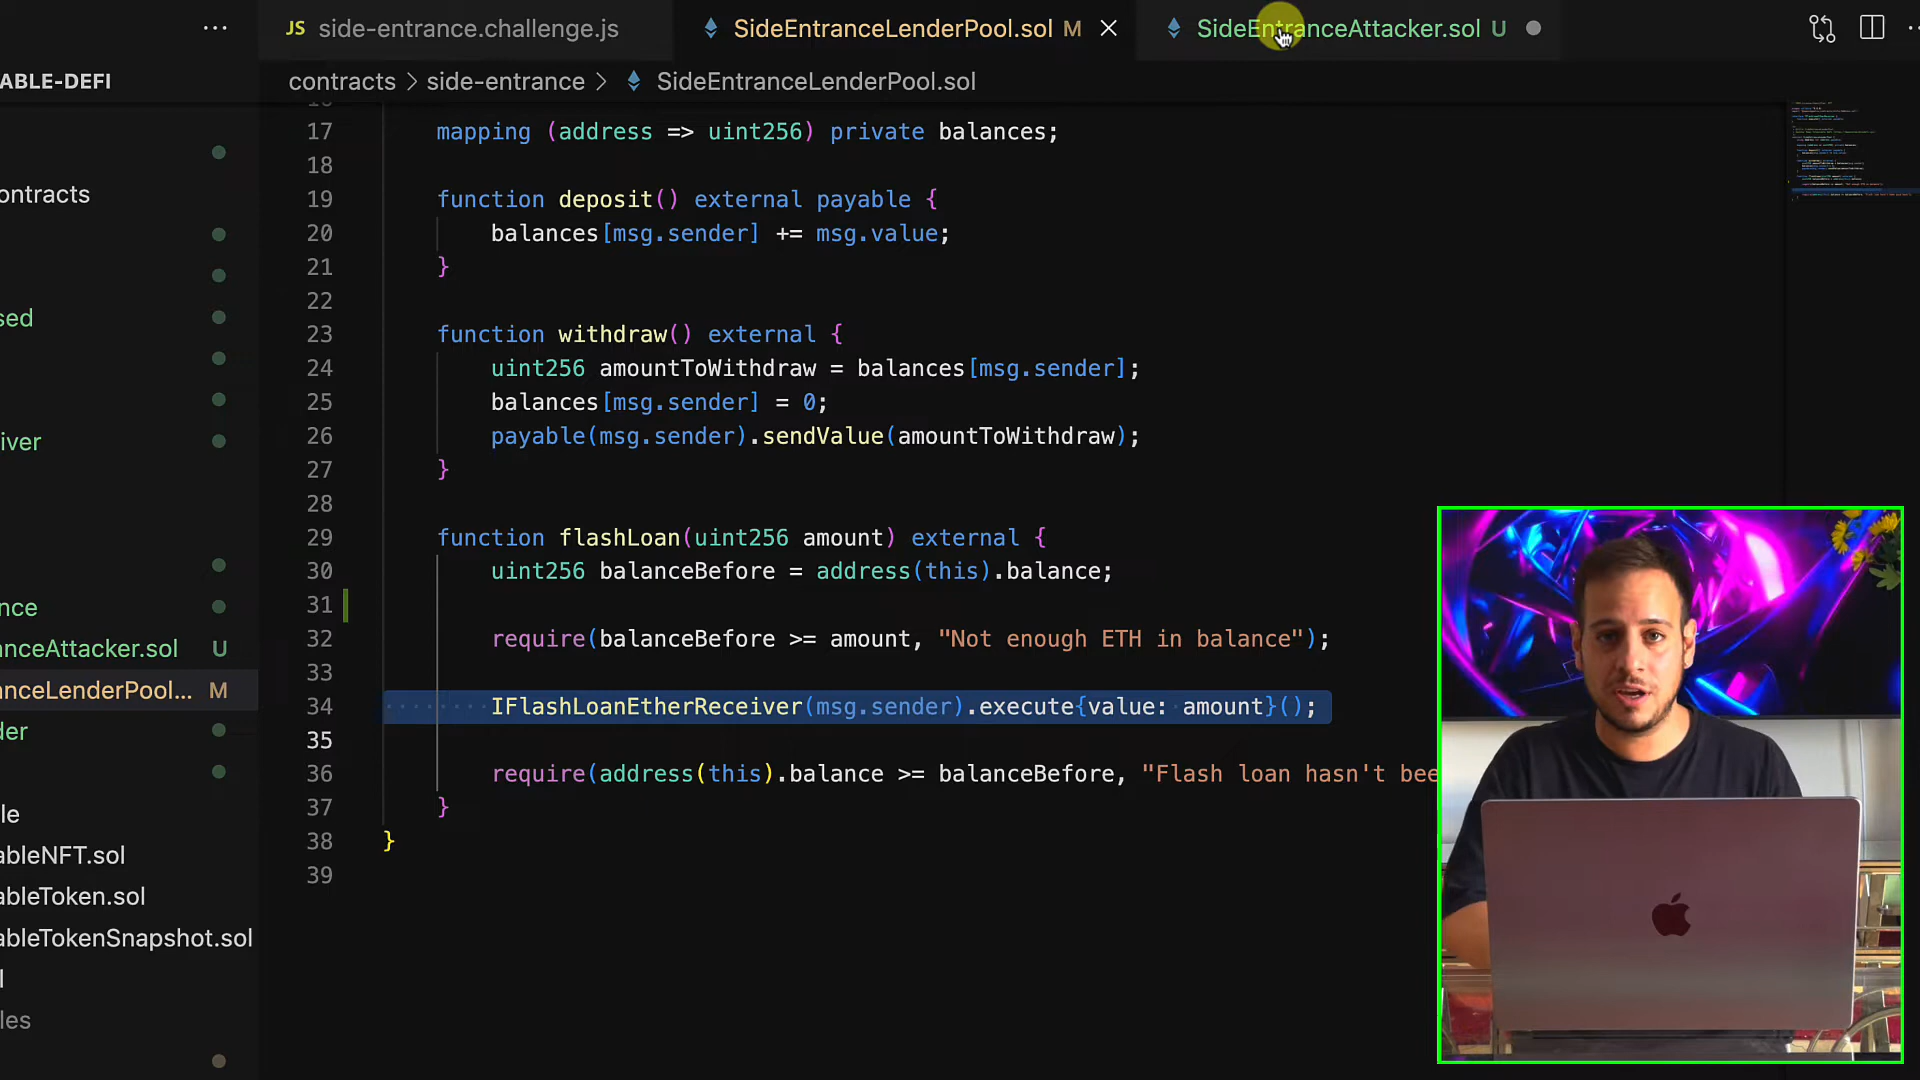 ... JS side-entrance.challenge.js SideEntranceLenderPool.sol M SideEntranceAttacker.sol U
ABLE-DEFI
contracts > side-entrance > SideEntranceLenderPool.sol
contracts
sed
iver
nce
nceAttacker.sol U
nceLenderPool... M
der
le
ableNFT.sol
ableToken.sol
ableTokenSnapshot.sol
l
les
17 mapping (address => uint256) private balances;
18
19 function deposit() external payable {
20 balances[msg.sender] += msg.value;
21 }
22
23 function withdraw() external {
24 uint256 amountToWithdraw = balances[msg.sender];
25 balances[msg.sender] = 0;
26 payable(msg.sender).sendValue(amountToWithdraw);
27 }
28
29 function flashLoan(uint256 amount) external {
30 uint256 balanceBefore = address(this).balance;
31
32 require(balanceBefore >= amount, "Not enough ETH in balance");
33
34 IFlashLoanEtherReceiver(msg.sender).execute{value: amount}();
35
36 require(address(this).balance >= balanceBefore, "Flash loan hasn't bee
37 }
38 }
39